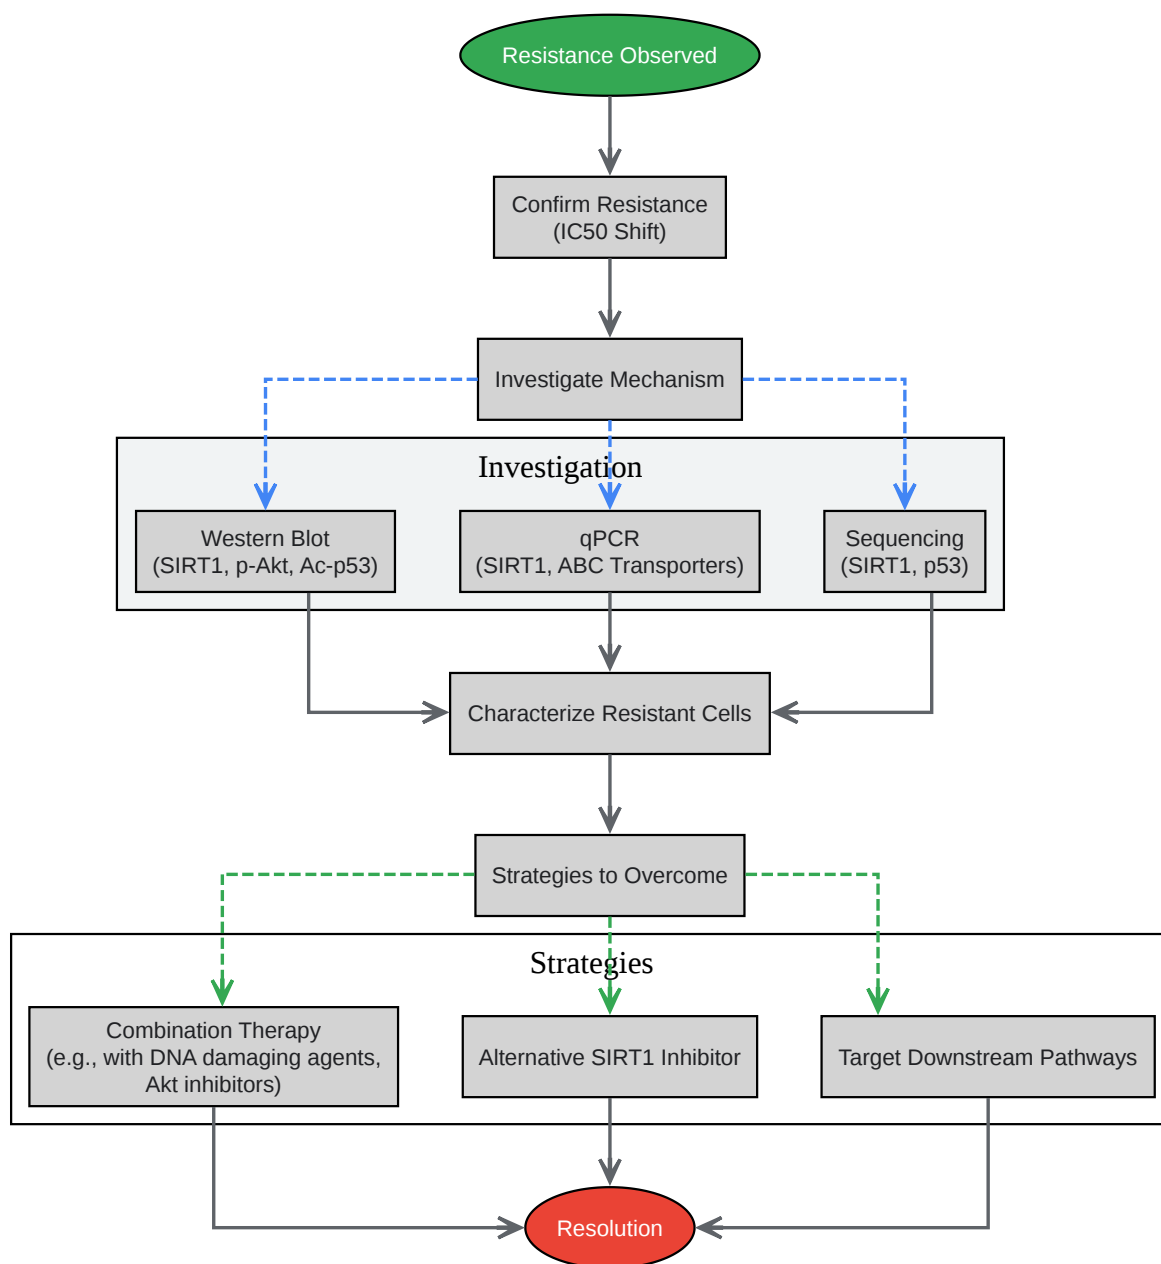 Resistance Observed
Confirm Resistance
(IC50 Shift)
Investigate Mechanism
Investigation
Western Blot
(SIRT1, p-Akt, Ac-p53)
qPCR
(SIRT1, ABC Transporters)
Sequencing
(SIRT1, p53)
Characterize Resistant Cells
Strategies to Overcome
Strategies
Combination Therapy
(e.g., with DNA damaging agents,
Akt inhibitors)
Alternative SIRT1 Inhibitor
Target Downstream Pathways
Resolution